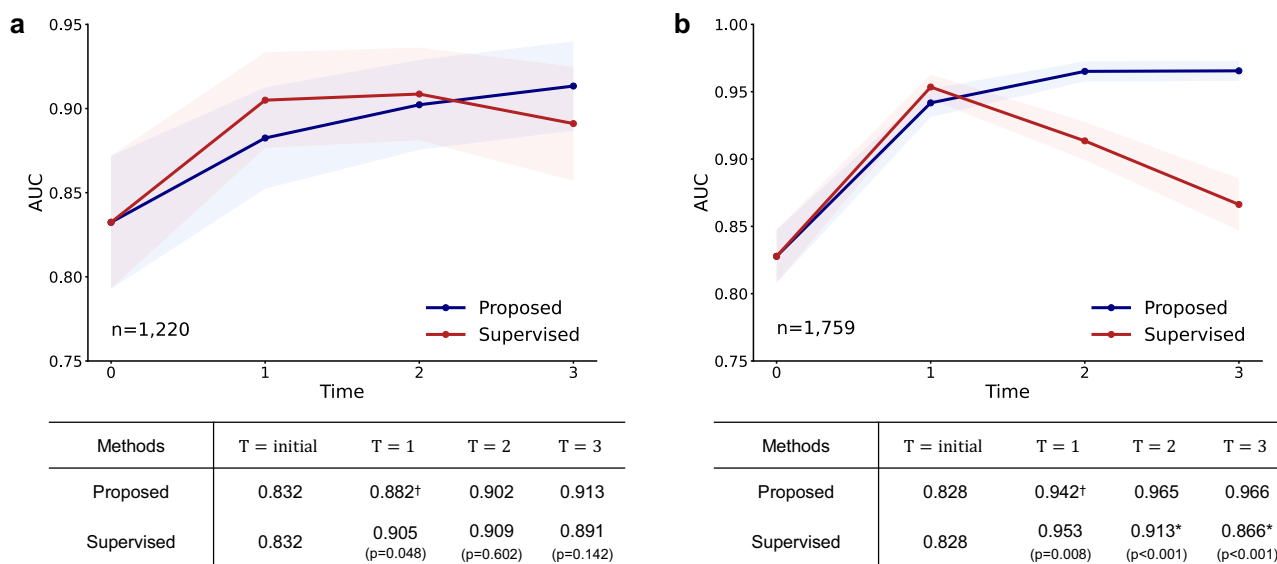 a
0.95
0.90
0.85
0.80
0.75
AUC
n=1,220
Proposed
Supervised
0 1 2 3
Time
Methods T = initial T = 1 T = 2 T = 3
Proposed 0.832 0.882† 0.902 0.913
Supervised 0.832 0.905 0.909 0.891
(p=0.048) (p=0.602) (p=0.142)
b
1.00
0.95
0.90
0.85
0.80
0.75
AUC
n=1,759
Proposed
Supervised
0 1 2 3
Time
Methods T = initial T = 1 T = 2 T = 3
Proposed 0.828 0.942† 0.965 0.966
Supervised 0.828 0.953 0.913* 0.866*
(p=0.008) (p<0.001) (p<0.001)